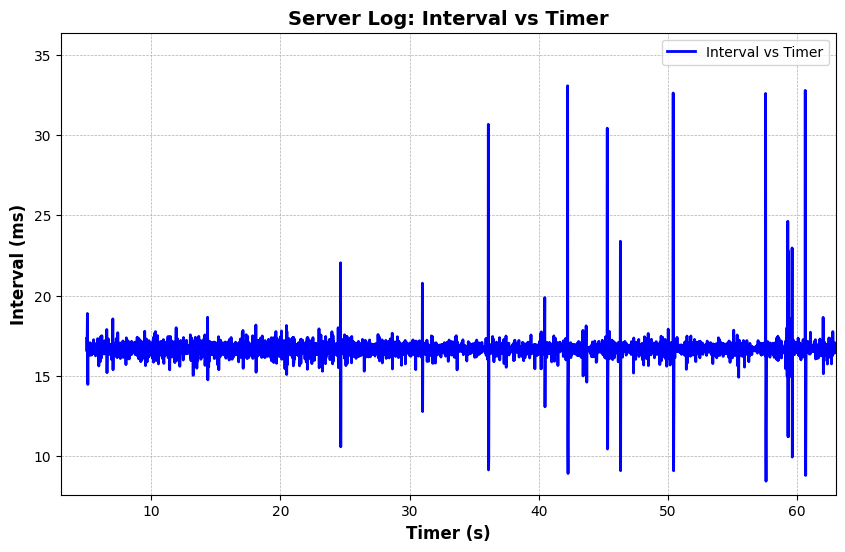 Server Log: Interval vs Timer
Interval vs Timer
35
30
25
20
15
10
Interval (ms)
10 20 30 40 50 60
Timer (s)